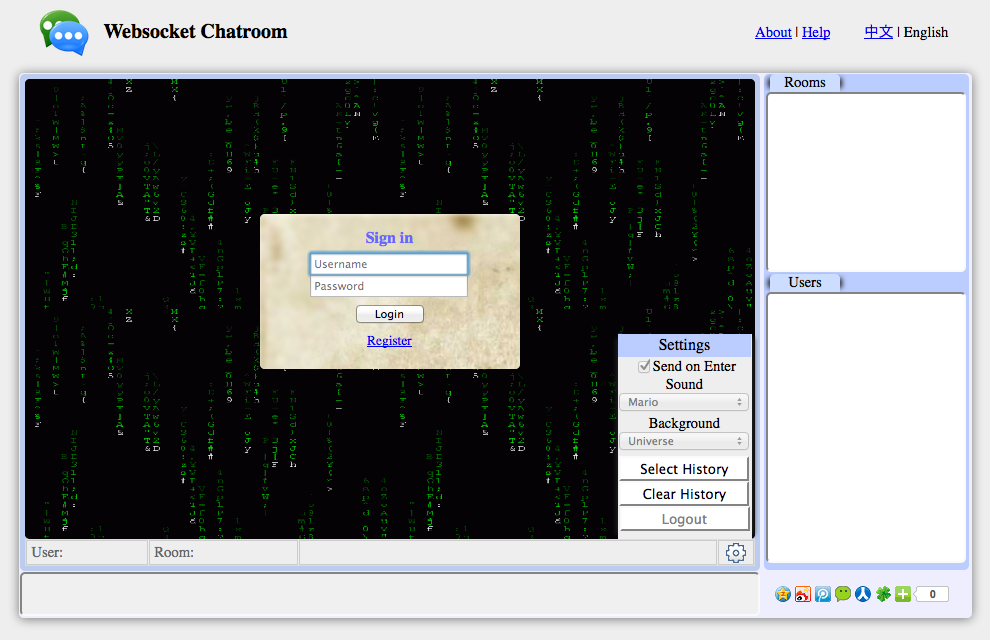 Websocket Chatroom
About | Help
中文 | English
Rooms
Sign in
Username
Password
Login
Register
Users
Settings
Send on Enter
Sound
Mario
Background
Universe
Select History
Clear History
Logout
User:
Room:
0